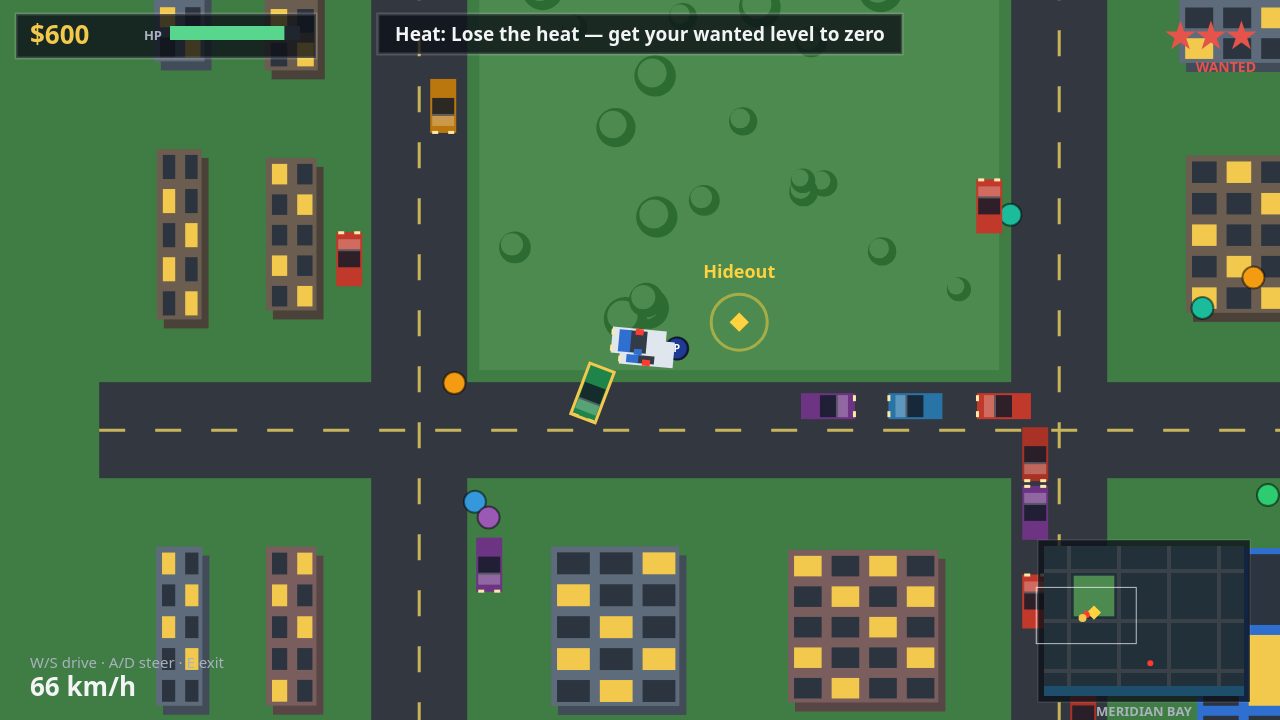 $600
HP
Heat: Lose the heat — get your wanted level to zero
WANTED
Hideout
P
W/S drive · A/D steer · E exit
66 km/h
MERIDIAN BAY